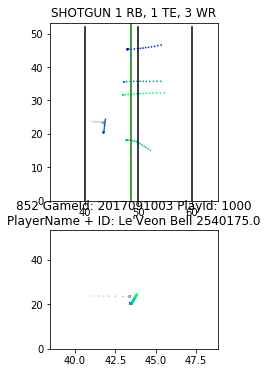 SHOTGUN 1 RB, 1 TE, 3 WR
50
40
30
20
10
0
40 50 60
852 GameId: 2017091003 PlayId: 1000
PlayerName + ID: Le'Veon Bell 2540175.0
40
20
0
40.0 42.5 45.0 47.5